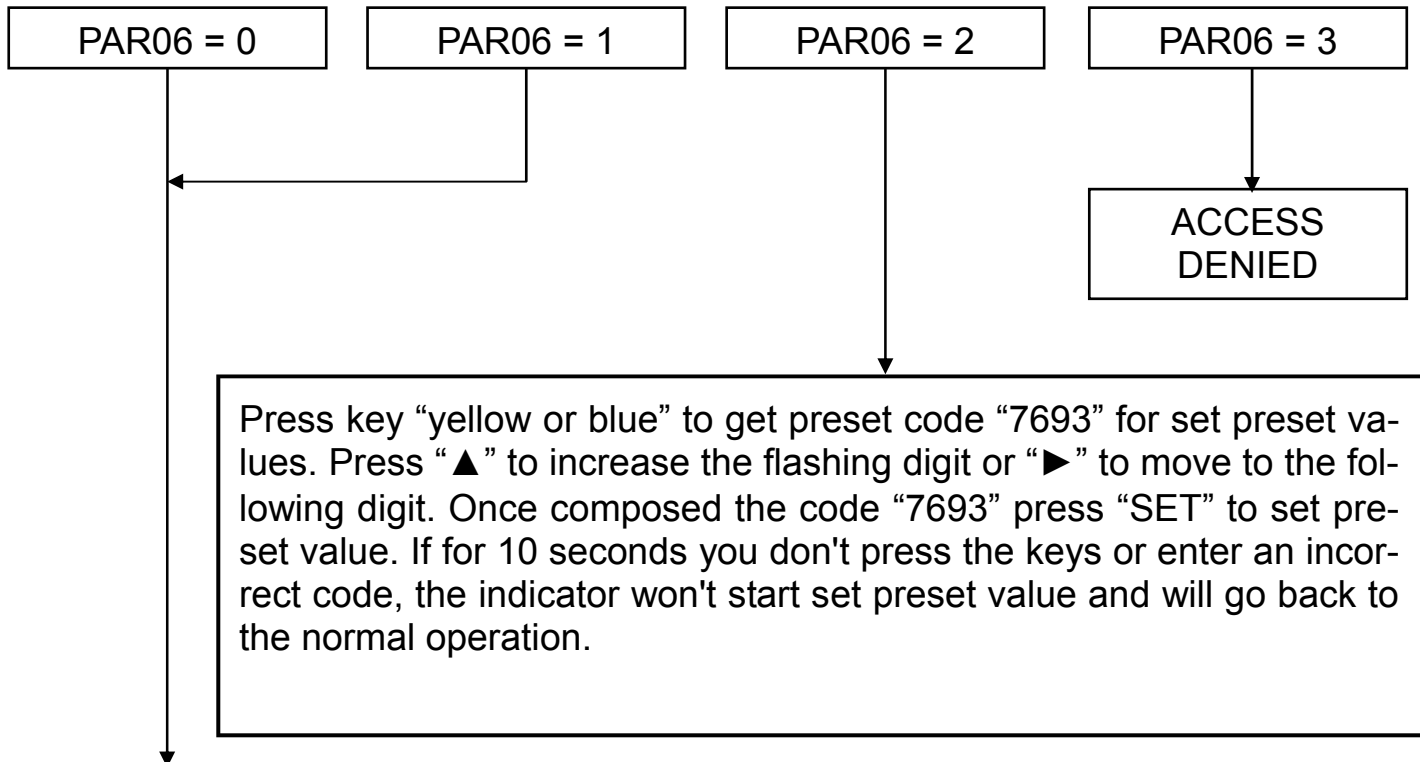 PAR06 = 0
PAR06 = 1
PAR06 = 2
PAR06 = 3
ACCESS
DENIED
Press key “yellow or blue” to get preset code “7693” for set preset va-
lues. Press “▲” to increase the flashing digit or “►” to move to the fol-
lowing digit. Once composed the code “7693” press “SET” to set pre-
set value. If for 10 seconds you don't press the keys or enter an incor-
rect code, the indicator won't start set preset value and will go back to
the normal operation.